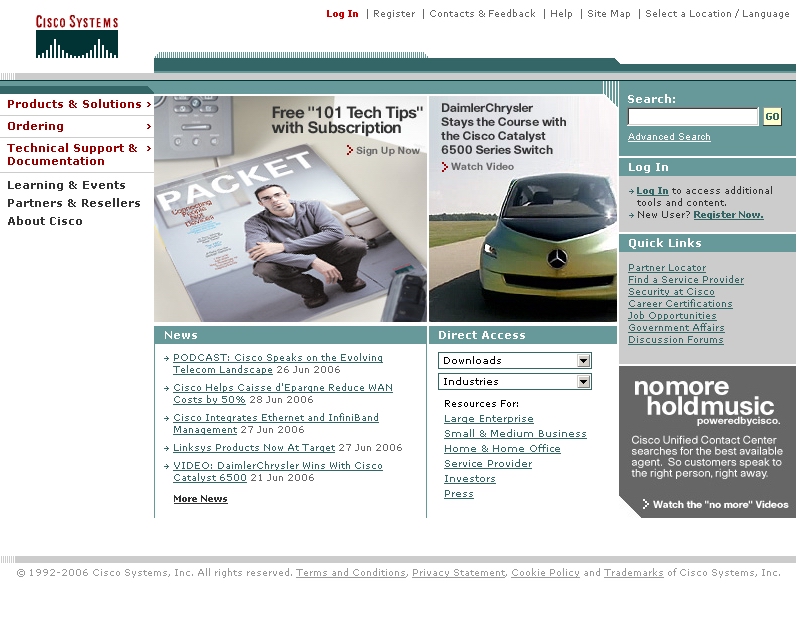 CISCO SYSTEMS
Log In | Register | Contacts & Feedback | Help | Site Map | Select a Location / Language
Products & Solutions
Ordering
Technical Support &
Documentation
Learning & Events
Partners & Resellers
About Cisco
Free "101 Tech Tips"
with Subscription
Sign Up Now
PACKET
Connecting
People,
Not
Devices
DaimlerChrysler
Stays the Course with
the Cisco Catalyst
6500 Series Switch
Watch Video
Search:
GO
Advanced Search
Log In
Log In to access additional
tools and content.
New User? Register Now.
Quick Links
Partner Locator
Find a Service Provider
Security at Cisco
Career Certifications
Job Opportunities
Government Affairs
Discussion Forums
News
PODCAST: Cisco Speaks on the Evolving
Telecom Landscape 26 Jun 2006
Cisco Helps Caisse d'Epargne Reduce WAN
Costs by 50% 28 Jun 2006
Cisco Integrates Ethernet and InfiniBand
Management 27 Jun 2006
Linksys Products Now At Target 27 Jun 2006
VIDEO: DaimlerChrysler Wins With Cisco
Catalyst 6500 21 Jun 2006
More News
Direct Access
Downloads
Industries
Resources For:
Large Enterprise
Small & Medium Business
Home & Home Office
Service Provider
Investors
Press
nomore
holdmusic
poweredbycisco.
Cisco Unified Contact Center
searches for the best available
agent. So customers speak to
the right person, right away.
Watch the "no more" Videos
© 1992-2006 Cisco Systems, Inc. All rights reserved. Terms and Conditions, Privacy Statement, Cookie Policy and Trademarks of Cisco Systems, Inc.